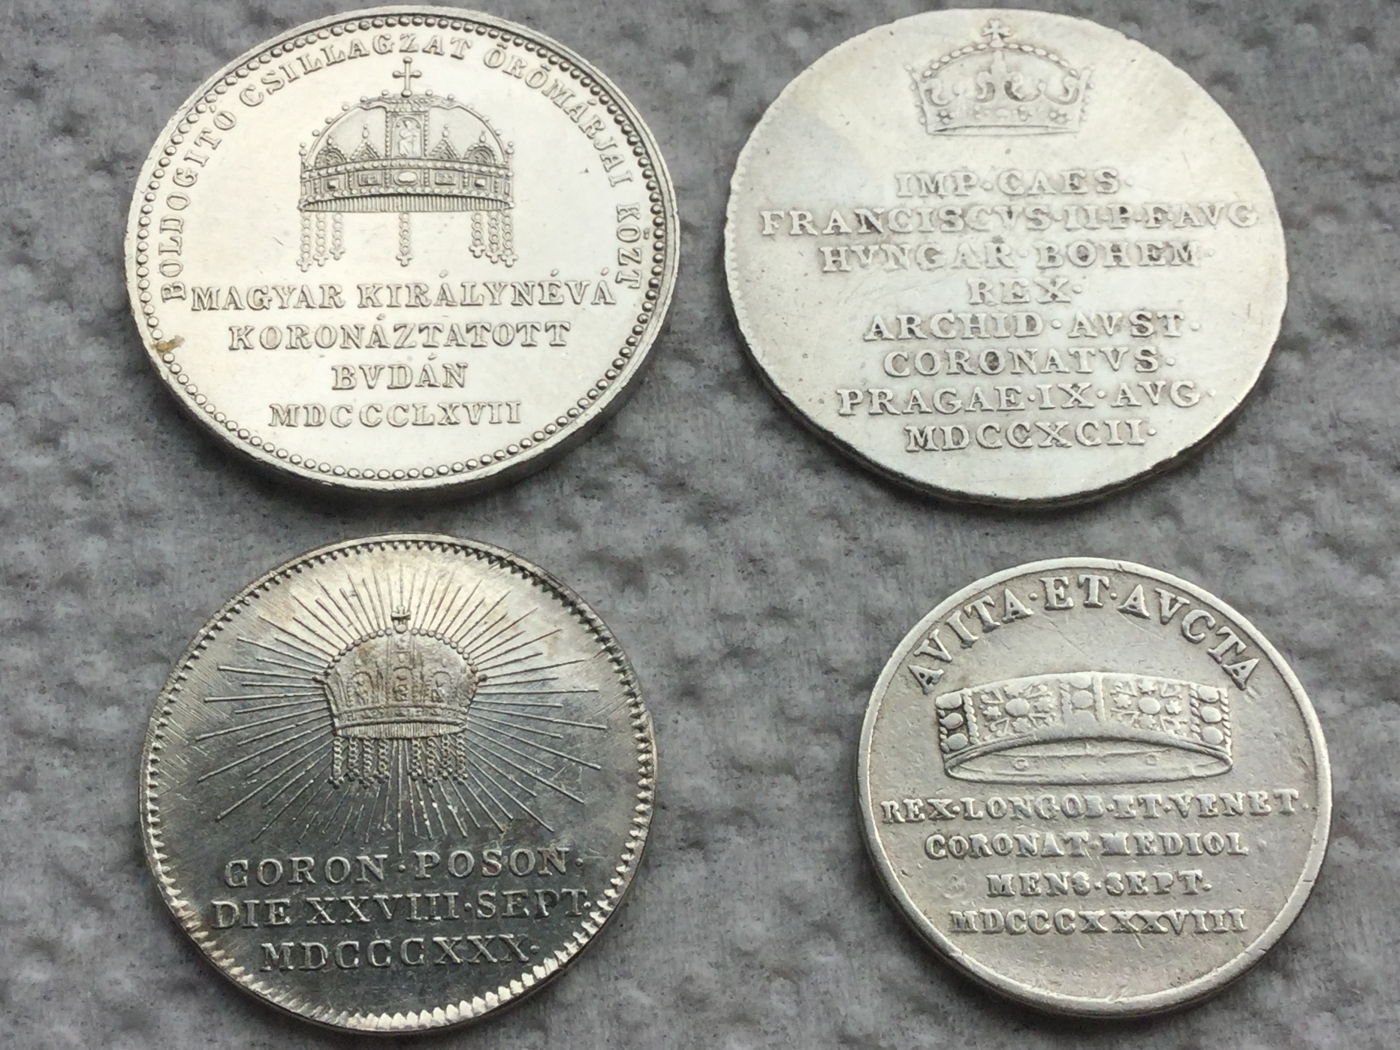 BOLDOGITO CSILLAGZAT ÖRÖMÁRJAI KÖZT
MAGYAR KIRÁLYNÉVÁ
KORONÁZTATOTT
BVDÁN
MDCCCLXVII
IMP·CAES·
FRANCISCVS·II·P·F·AVG
HVNGAR·BOHEM·
REX·
ARCHID·AVST·
CORONATVS·
PRAGAE·IX·AVG·
MDCCXCII·
CORON·POSON·
DIE XXVIII·SEPT·
MDCCCXXX·
AVITA·ET·AVCTA
REX·LONGOB·ET·VENET·
CORONAT·MEDIOL·
MENS·SEPT·
MDCCCXXXVIII